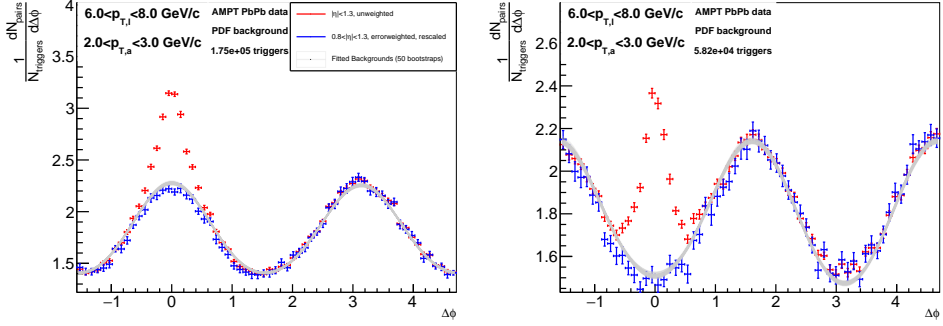 1/N_triggers dN_pairs/dΔϕ
6.0<p_T,l<8.0 GeV/c
2.0<p_T,a<3.0 GeV/c
AMPT PbPb data
PDF background
1.75e+05 triggers
|η|<1.3, unweighted
0.8<|η|<1.3, errorweighted, rescaled
Fitted Backgrounds (50 bootstraps)
4
3.5
3
2.5
2
1.5
−1 0 1 2 3 4
Δϕ
1/N_triggers dN_pairs/dΔϕ
6.0<p_T,l<8.0 GeV/c
2.0<p_T,a<3.0 GeV/c
AMPT PbPb data
PDF background
5.82e+04 triggers
2.6
2.4
2.2
2
1.8
1.6
−1 0 1 2 3 4
Δϕ